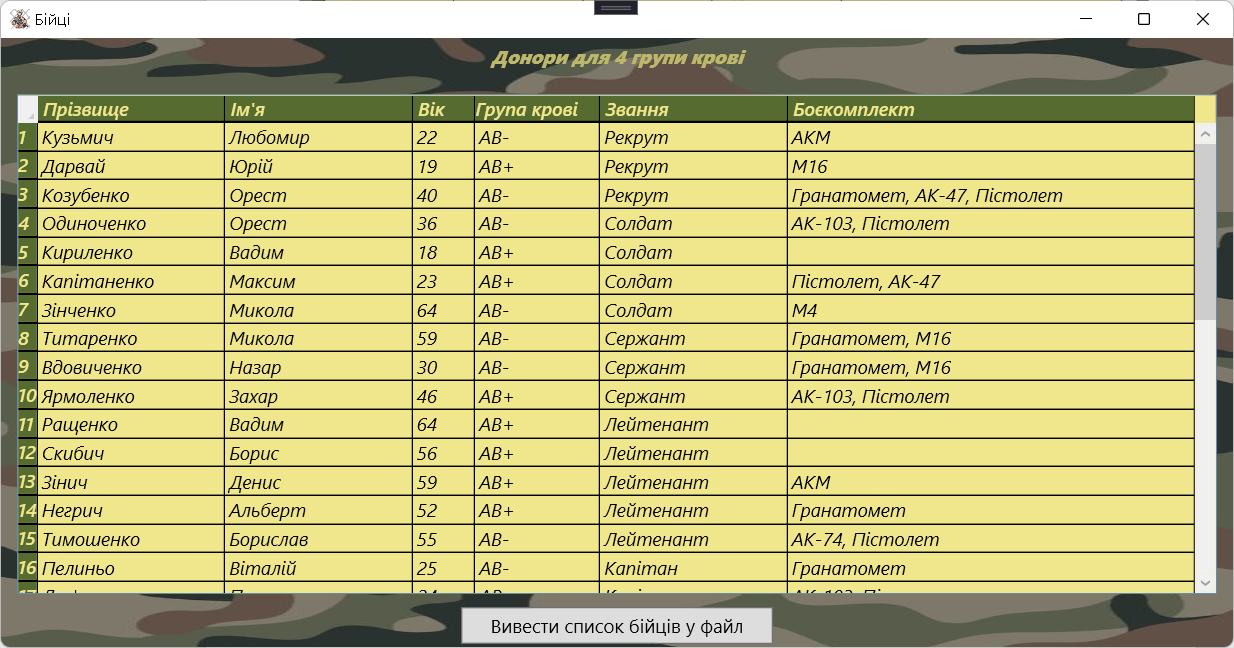 Бійці
Донори для 4 групи крові
Прізвище Ім'я Вік Група крові Звання Боєкомплект
1 Кузьмич Любомир 22 AB- Рекрут АКМ
2 Дарвай Юрій 19 AB+ Рекрут М16
3 Козубенко Орест 40 AB- Рекрут Гранатомет, АК-47, Пістолет
4 Одиноченко Орест 36 AB- Солдат АК-103, Пістолет
5 Кириленко Вадим 18 AB+ Солдат
6 Капітаненко Максим 23 AB+ Солдат Пістолет, АК-47
7 Зінченко Микола 64 AB- Солдат М4
8 Титаренко Микола 59 AB- Сержант Гранатомет, М16
9 Вдовиченко Назар 30 AB- Сержант Гранатомет, М16
10 Ярмоленко Захар 46 AB+ Сержант АК-103, Пістолет
11 Ращенко Вадим 64 AB+ Лейтенант
12 Скибич Борис 56 AB+ Лейтенант
13 Зінич Денис 59 AB+ Лейтенант АКМ
14 Негрич Альберт 52 AB+ Лейтенант Гранатомет
15 Тимошенко Борислав 55 AB- Лейтенант АК-74, Пістолет
16 Пелиньо Віталій 25 AB- Капітан Гранатомет
Вивести список бійців у файл